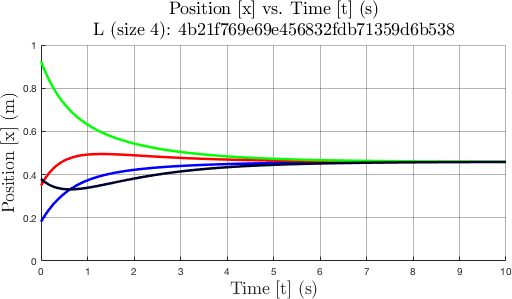 Position [x] vs. Time [t] (s)
L (size 4): 4b21f769e69e456832fdb71359d6b538
Position [x] (m)
1
0.8
0.6
0.4
0.2
0
0 1 2 3 4 5 6 7 8 9 10
Time [t] (s)